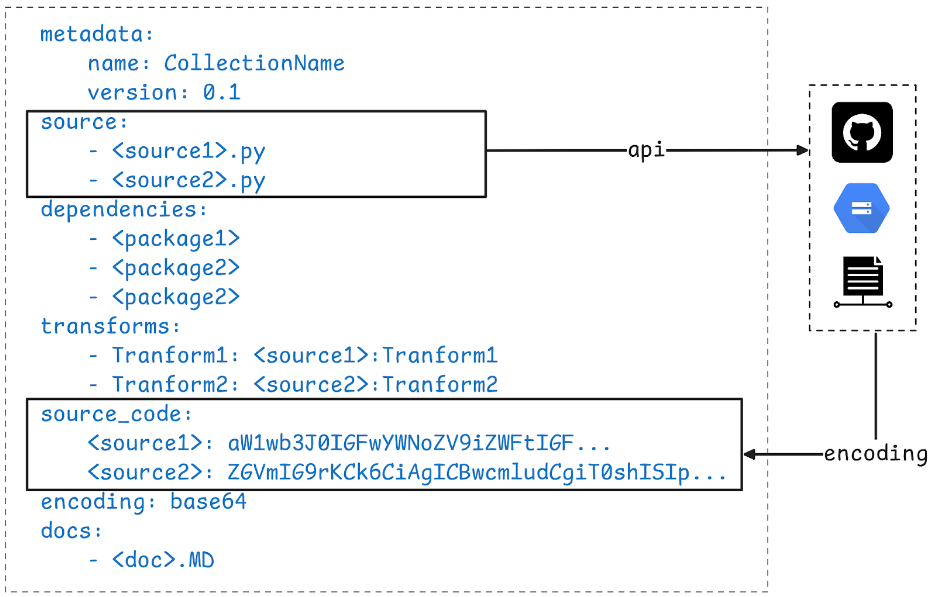 metadata:
name: CollectionName
version: 0.1
source:
- <source1>.py
- <source2>.py
api
dependencies:
- <package1>
- <package2>
- <package2>
transforms:
- Tranform1: <source1>:Tranform1
- Tranform2: <source2>:Tranform2
source_code:
<source1>: aW1wb3J0IGFwYWNoZV9iZWFtIGF...
<source2>: ZGVmIG9rKCk6CiAgICBwcmludCgiT0shISIp...
encoding
encoding: base64
docs:
- <doc>.MD